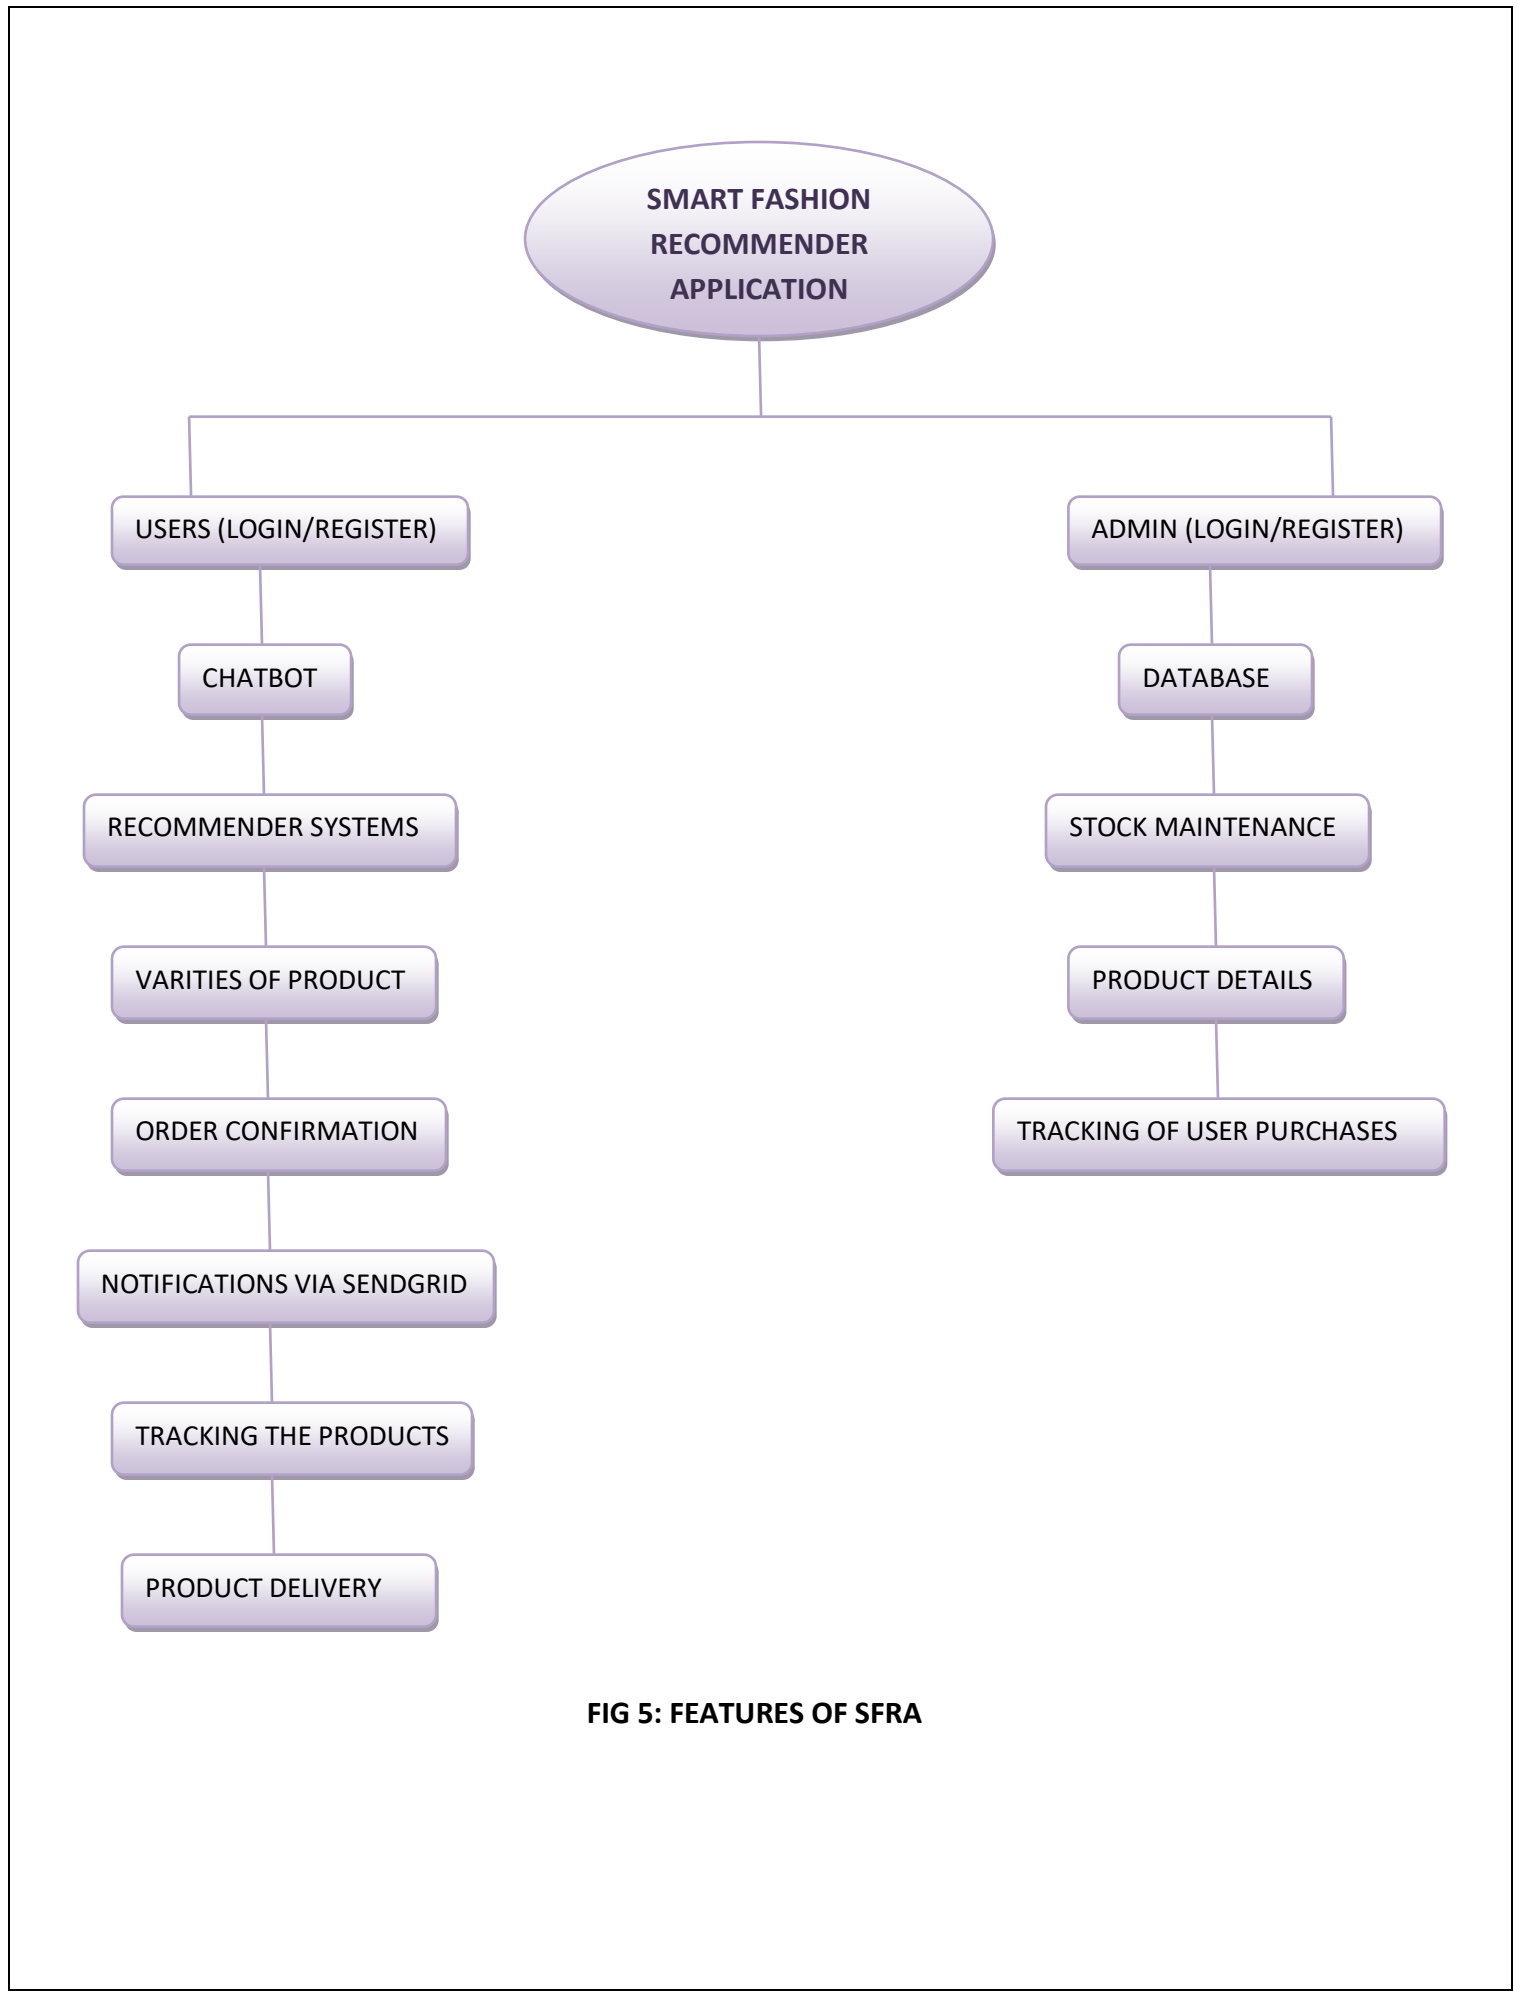 SMART FASHION
RECOMMENDER
APPLICATION
USERS (LOGIN/REGISTER)
CHATBOT
RECOMMENDER SYSTEMS
VARITIES OF PRODUCT
ORDER CONFIRMATION
NOTIFICATIONS VIA SENDGRID
TRACKING THE PRODUCTS
PRODUCT DELIVERY
ADMIN (LOGIN/REGISTER)
DATABASE
STOCK MAINTENANCE
PRODUCT DETAILS
TRACKING OF USER PURCHASES
FIG 5: FEATURES OF SFRA